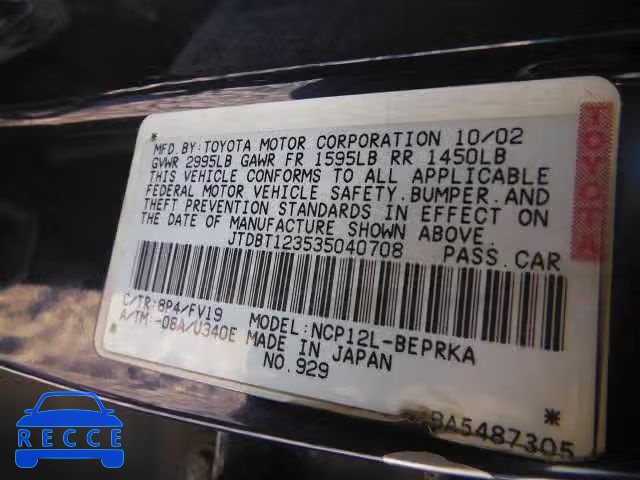 MFD. BY: TOYOTA MOTOR CORPORATION 10/02
GVWR 2995LB GAWR FR 1595LB RR 1450LB
THIS VEHICLE CONFORMS TO ALL APPLICABLE
FEDERAL MOTOR VEHICLE SAFETY, BUMPER, AND
THEFT PREVENTION STANDARDS IN EFFECT ON
THE DATE OF MANUFACTURE SHOWN ABOVE.
JTDBT123535040708 PASS. CAR
C/TR: 8P4/FV19 MODEL: NCP12L-BEPRKA
A/TM: -08A/U340E MADE IN JAPAN
NO. 929
TOYOTA
BA5487305
RECCE